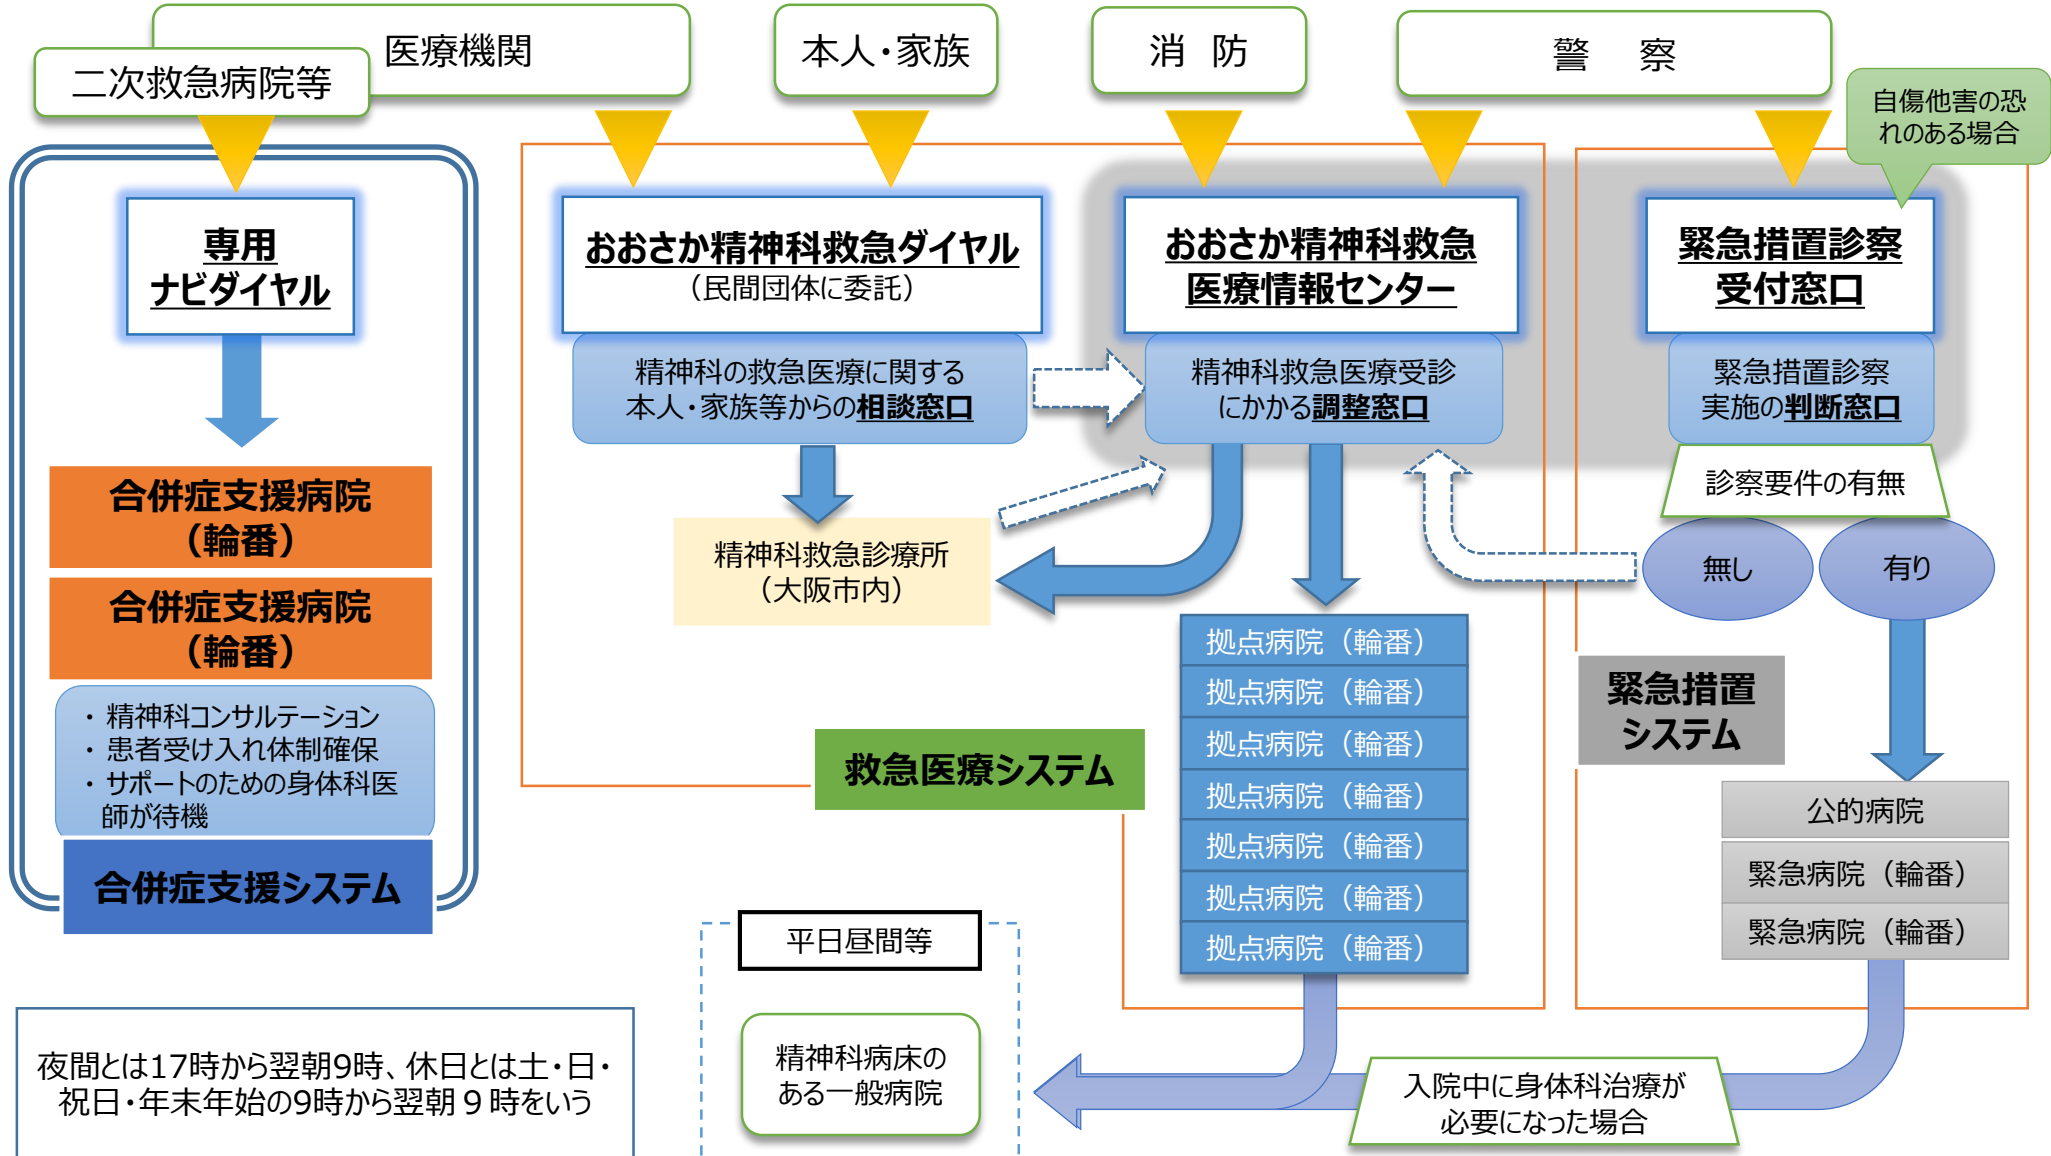 医療機関
本人・家族
消 防
警 察
二次救急病院等
自傷他害の恐
れのある場合
専用
ナビダイヤル
おおさか精神科救急ダイヤル
（民間団体に委託）
おおさか精神科救急
医療情報センター
緊急措置診察
受付窓口
精神科の救急医療に関する
本人・家族等からの相談窓口
精神科救急医療受診
にかかる調整窓口
緊急措置診察
実施の判断窓口
診察要件の有無
無し
有り
合併症支援病院
（輪番）
合併症支援病院
（輪番）
・ 精神科コンサルテーション
・ 患者受け入れ体制確保
・ サポートのための身体科医
師が待機
合併症支援システム
精神科救急診療所
（大阪市内）
拠点病院（輪番）
拠点病院（輪番）
拠点病院（輪番）
拠点病院（輪番）
拠点病院（輪番）
拠点病院（輪番）
拠点病院（輪番）
救急医療システム
緊急措置
システム
公的病院
緊急病院（輪番）
緊急病院（輪番）
平日昼間等
精神科病床の
ある一般病院
入院中に身体科治療が
必要になった場合
夜間とは17時から翌朝9時、休日とは土・日・
祝日・年末年始の9時から翌朝９時をいう